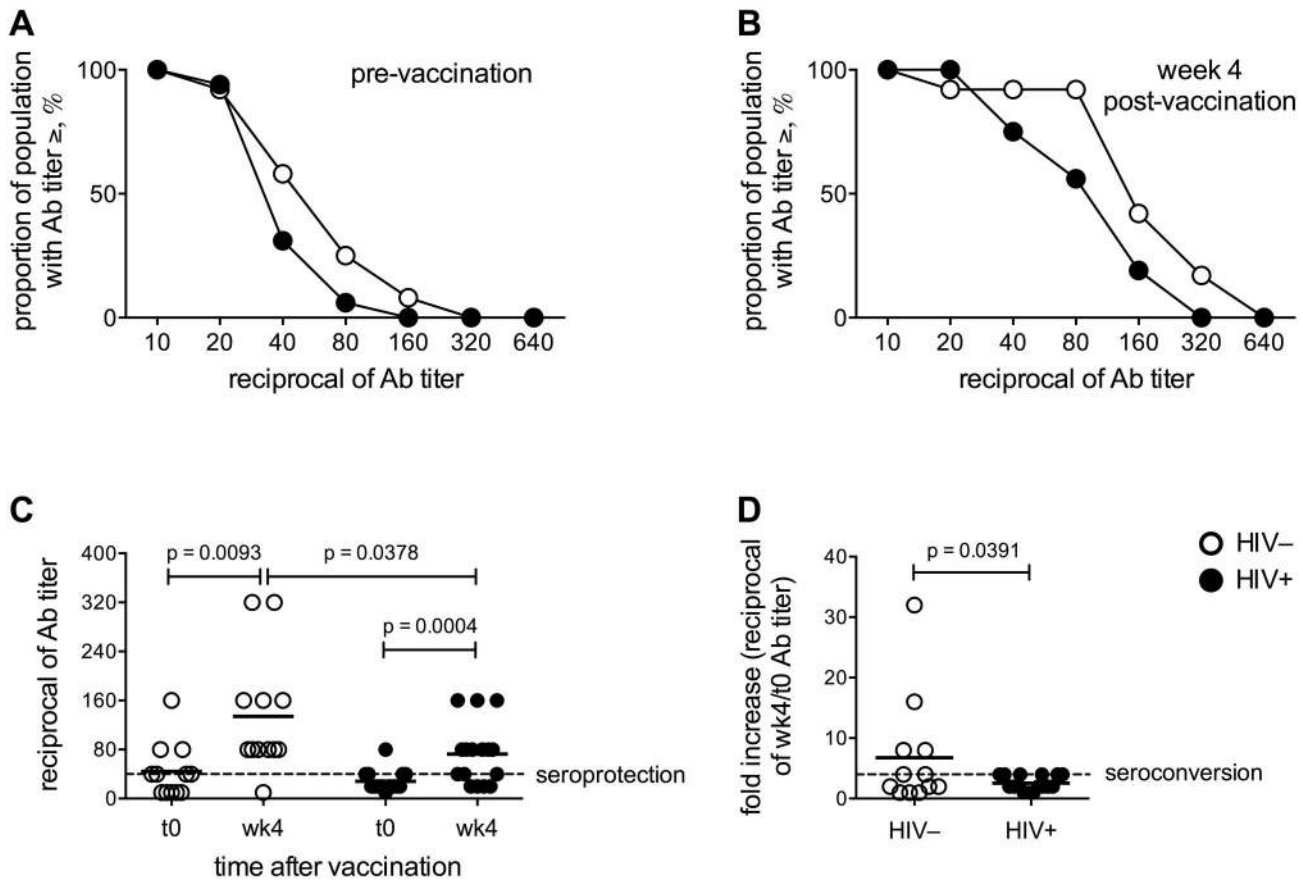 A
proportion of population
with Ab titer ≥, %
100
50
0
pre-vaccination
10 20 40 80 160 320 640
reciprocal of Ab titer
B
proportion of population
with Ab titer ≥, %
100
50
0
week 4
post-vaccination
10 20 40 80 160 320 640
reciprocal of Ab titer
C
reciprocal of Ab titer
400
320
240
160
80
0
p = 0.0093
p = 0.0378
p = 0.0004
seroprotection
t0 wk4 t0 wk4
time after vaccination
D
fold increase (reciprocal
of wk4/t0 Ab titer)
40
30
20
10
0
p = 0.0391
seroconversion
HIV– HIV+
HIV–
HIV+